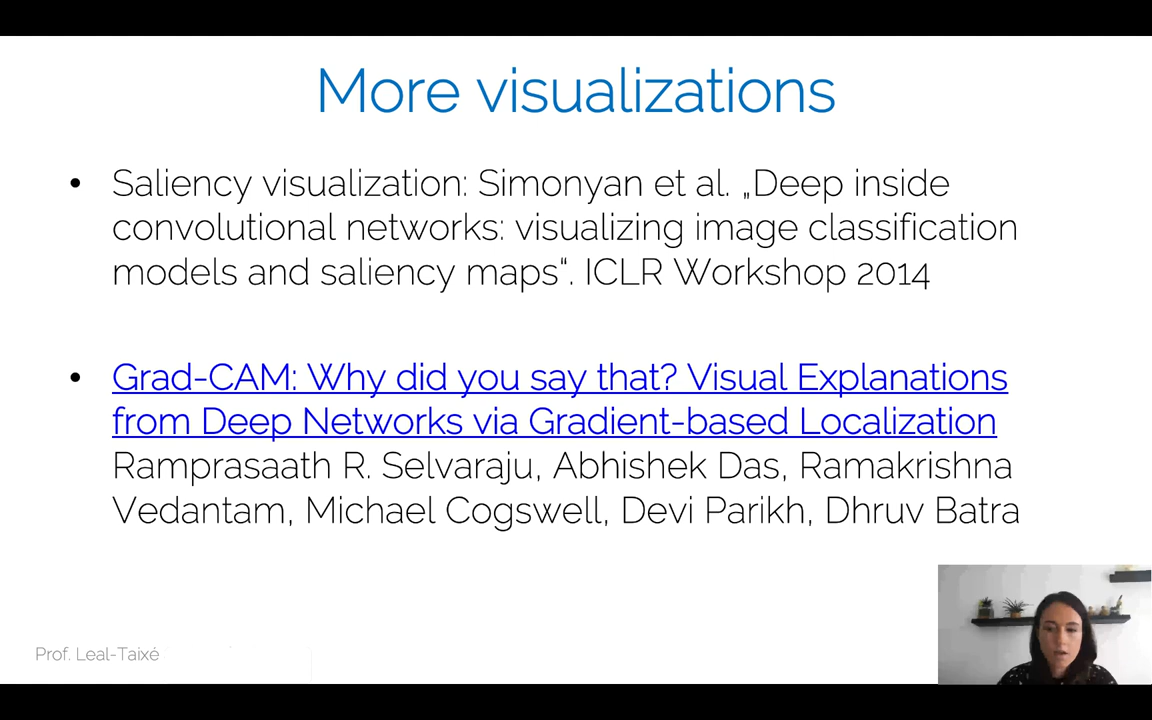 More visualizations
• Saliency visualization: Simonyan et al. „Deep inside
convolutional networks: visualizing image classification
models and saliency maps“. ICLR Workshop 2014
• Grad-CAM: Why did you say that? Visual Explanations
from Deep Networks via Gradient-based Localization
Ramprasaath R. Selvaraju, Abhishek Das, Ramakrishna
Vedantam, Michael Cogswell, Devi Parikh, Dhruv Batra
Prof. Leal-Taixé